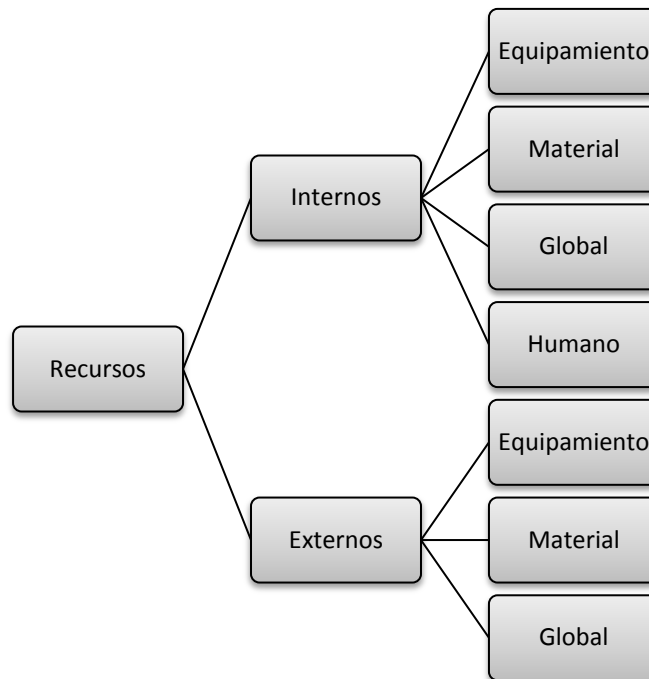 Equipamiento
Material
Internos
Global
Humano
Recursos
Equipamiento
Externos
Material
Global